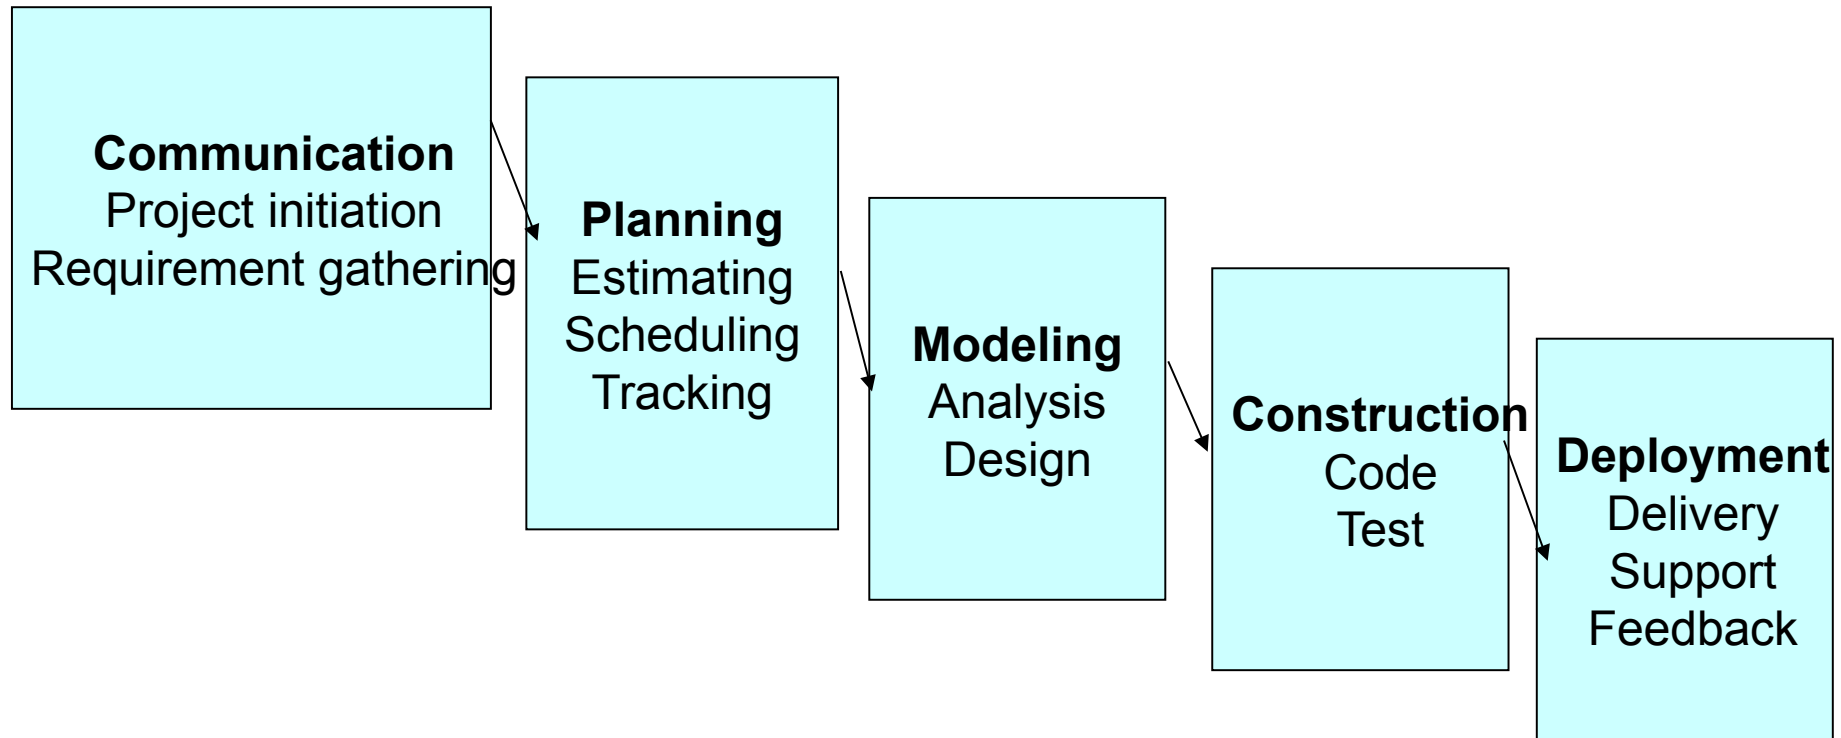 Communication
Project initiation
Requirement gathering
Planning
Estimating
Scheduling
Tracking
Modeling
Analysis
Design
Construction
Code
Test
Deployment
Delivery
Support
Feedback